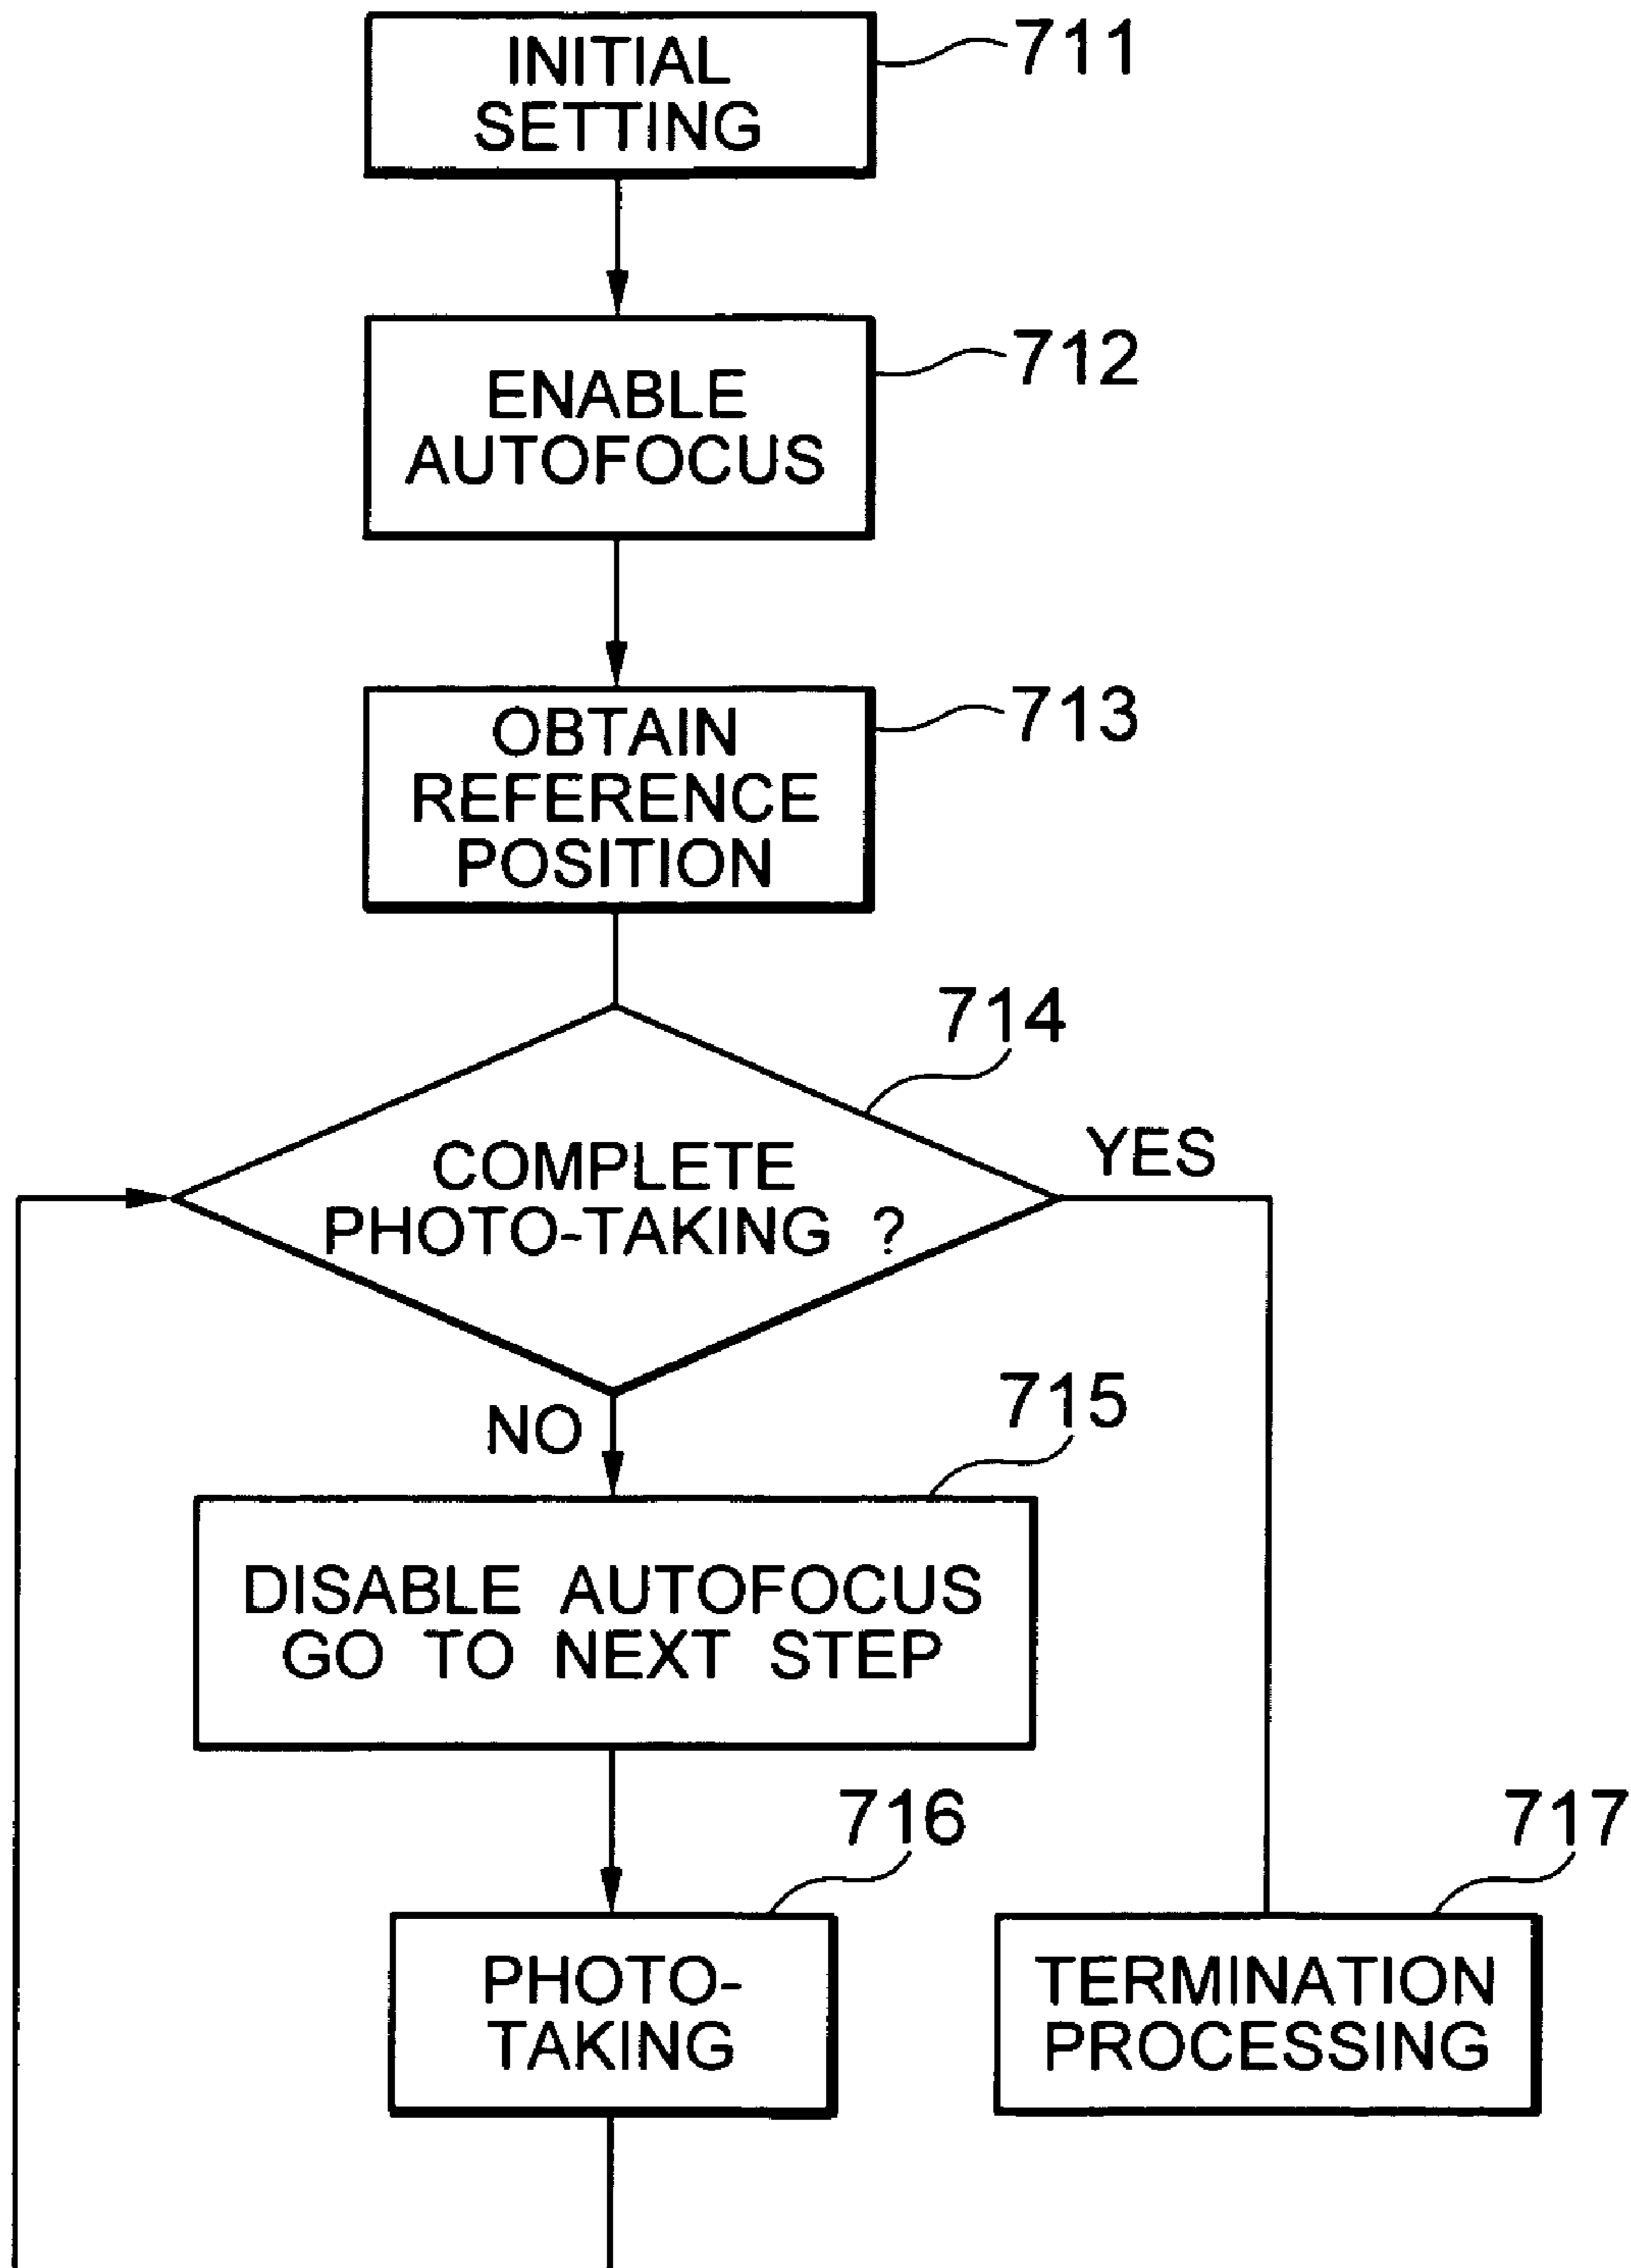 INITIAL
SETTING
711
ENABLE
AUTOFOCUS
712
OBTAIN
REFERENCE
POSITION
713
714
COMPLETE
PHOTO-TAKING ?
YES
NO
715
DISABLE AUTOFOCUS
GO TO NEXT STEP
716
PHOTO-
TAKING
717
TERMINATION
PROCESSING